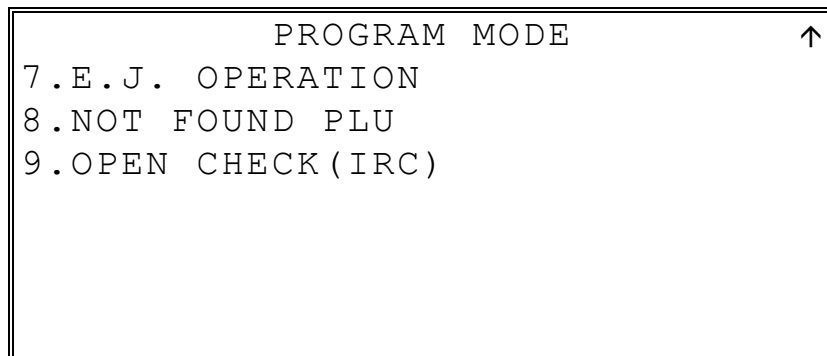 PROGRAM MODE ↑
7.E.J. OPERATION
8.NOT FOUND PLU
9.OPEN CHECK(IRC)